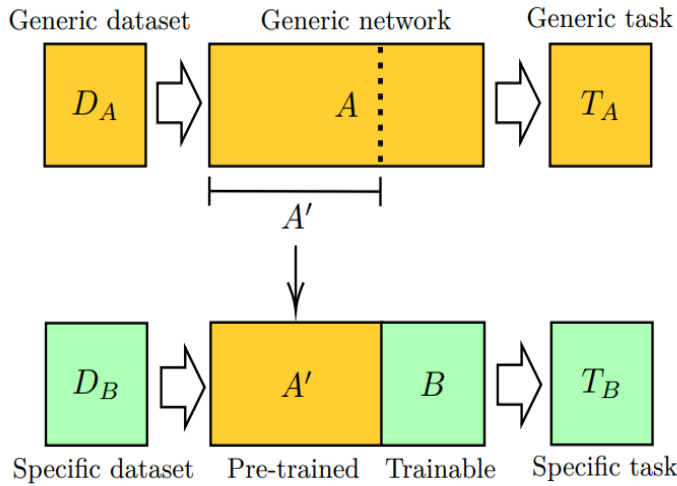 Generic dataset Generic network Generic task
D_A A T_A
A′
D_B A′ B T_B
Specific dataset Pre-trained Trainable Specific task